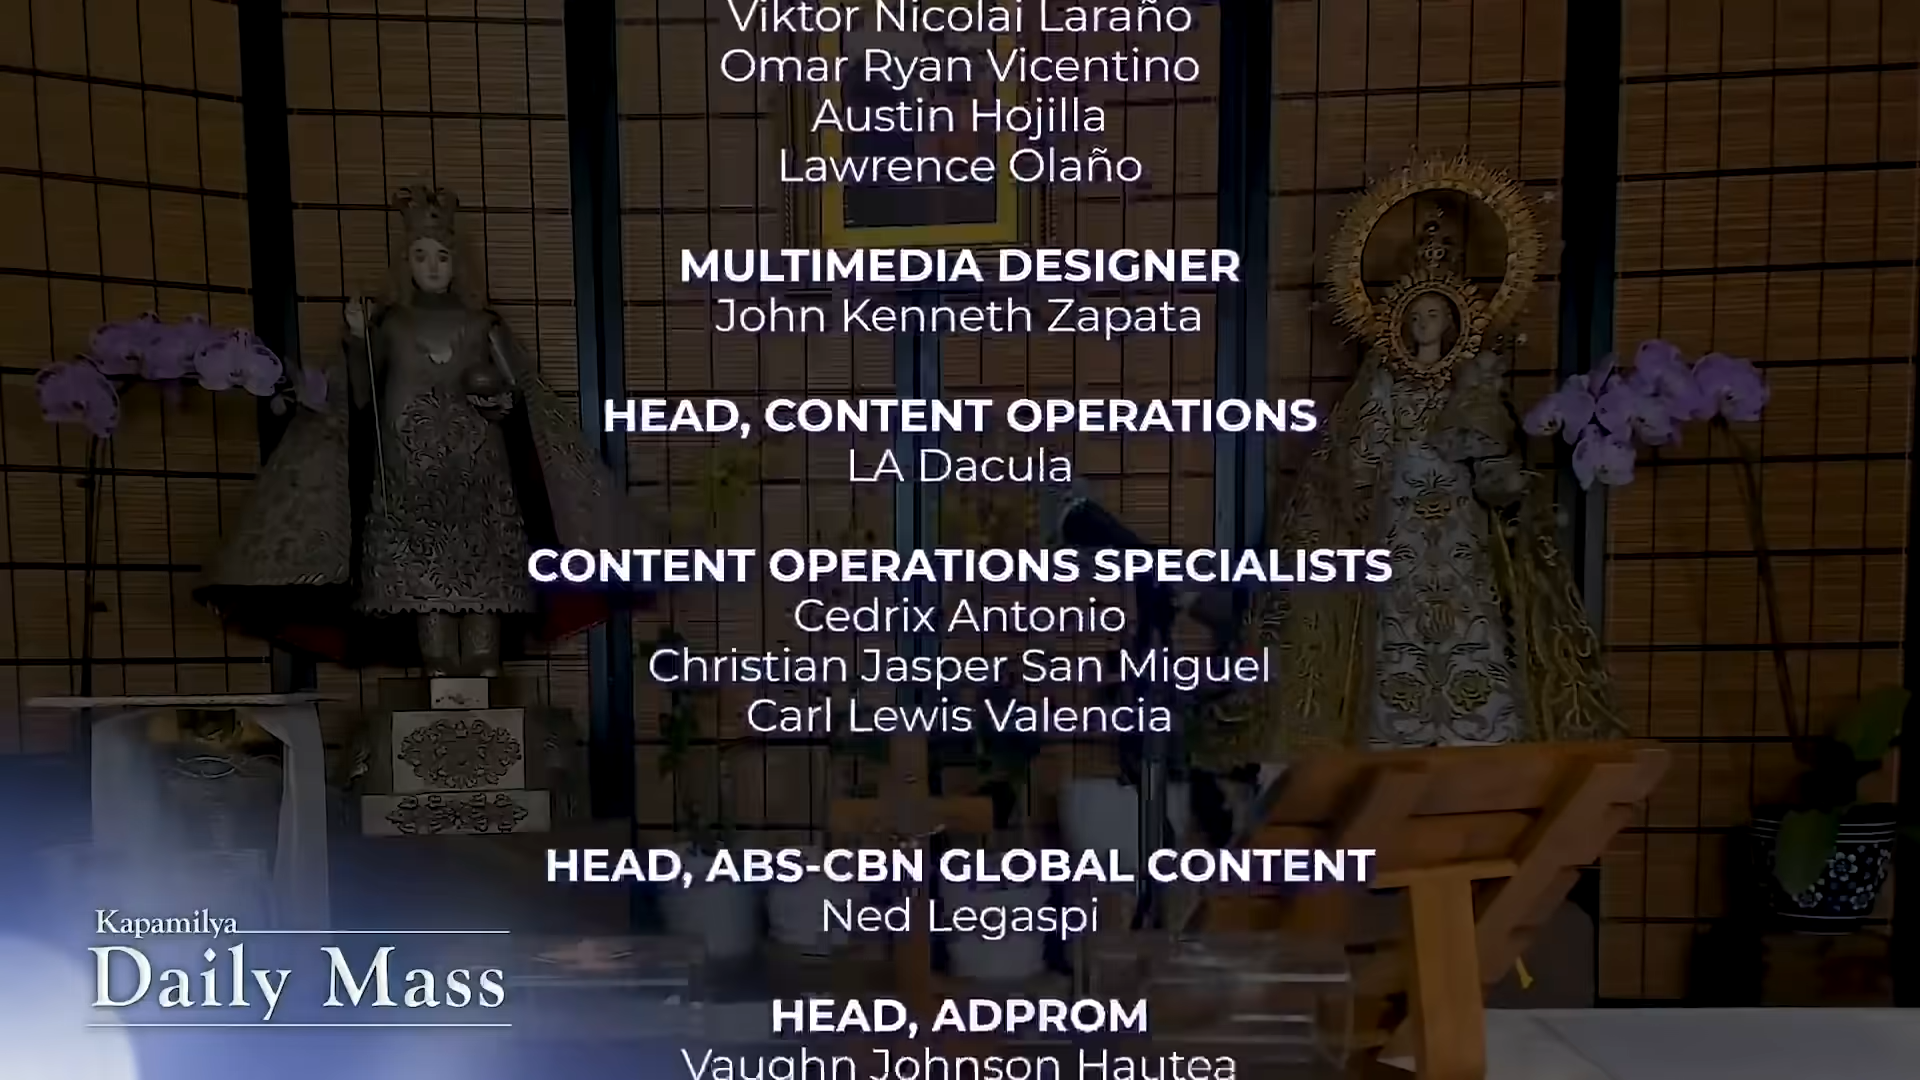 Viktor Nicolai Laraño
Omar Ryan Vicentino
Austin Hojilla
Lawrence Olaño
MULTIMEDIA DESIGNER
John Kenneth Zapata
HEAD, CONTENT OPERATIONS
LA Dacula
CONTENT OPERATIONS SPECIALISTS
Cedrix Antonio
Christian Jasper San Miguel
Carl Lewis Valencia
HEAD, ABS-CBN GLOBAL CONTENT
Ned Legaspi
HEAD, ADPROM
Vaughn Johnson Hautea
Kapamilya
Daily Mass